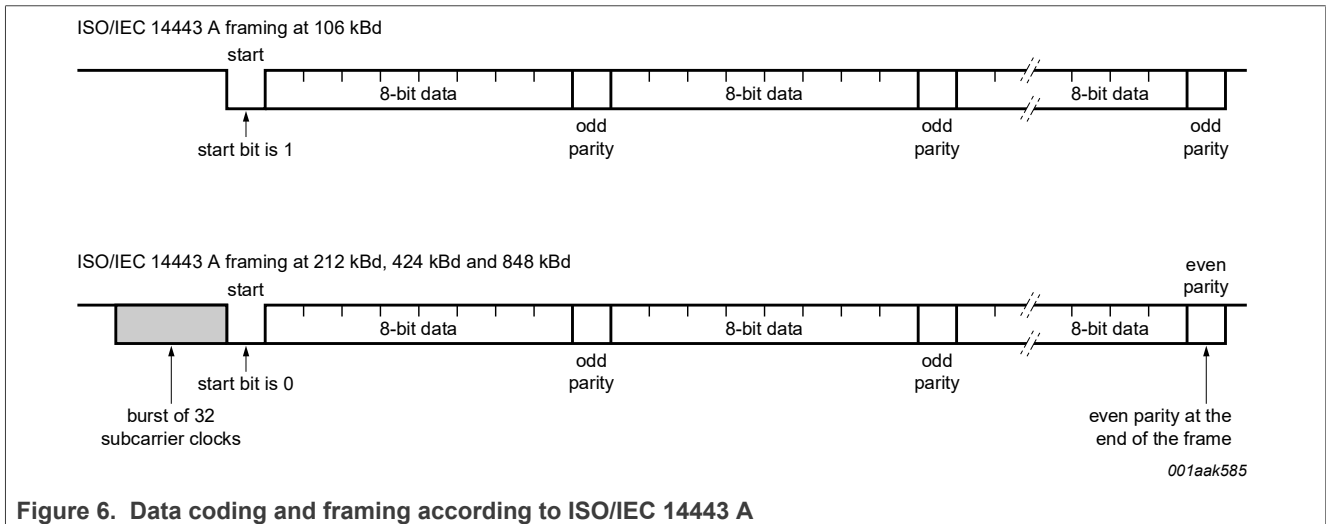 ISO/IEC 14443 A framing at 106 kBd
start
8-bit data
8-bit data
8-bit data
odd
parity
odd
parity
odd
parity
start bit is 1
ISO/IEC 14443 A framing at 212 kBd, 424 kBd and 848 kBd
even
parity
start
8-bit data
8-bit data
8-bit data
odd
parity
odd
parity
start bit is 0
burst of 32
subcarrier clocks
even parity at the
end of the frame
001aak585
Figure 6. Data coding and framing according to ISO/IEC 14443 A